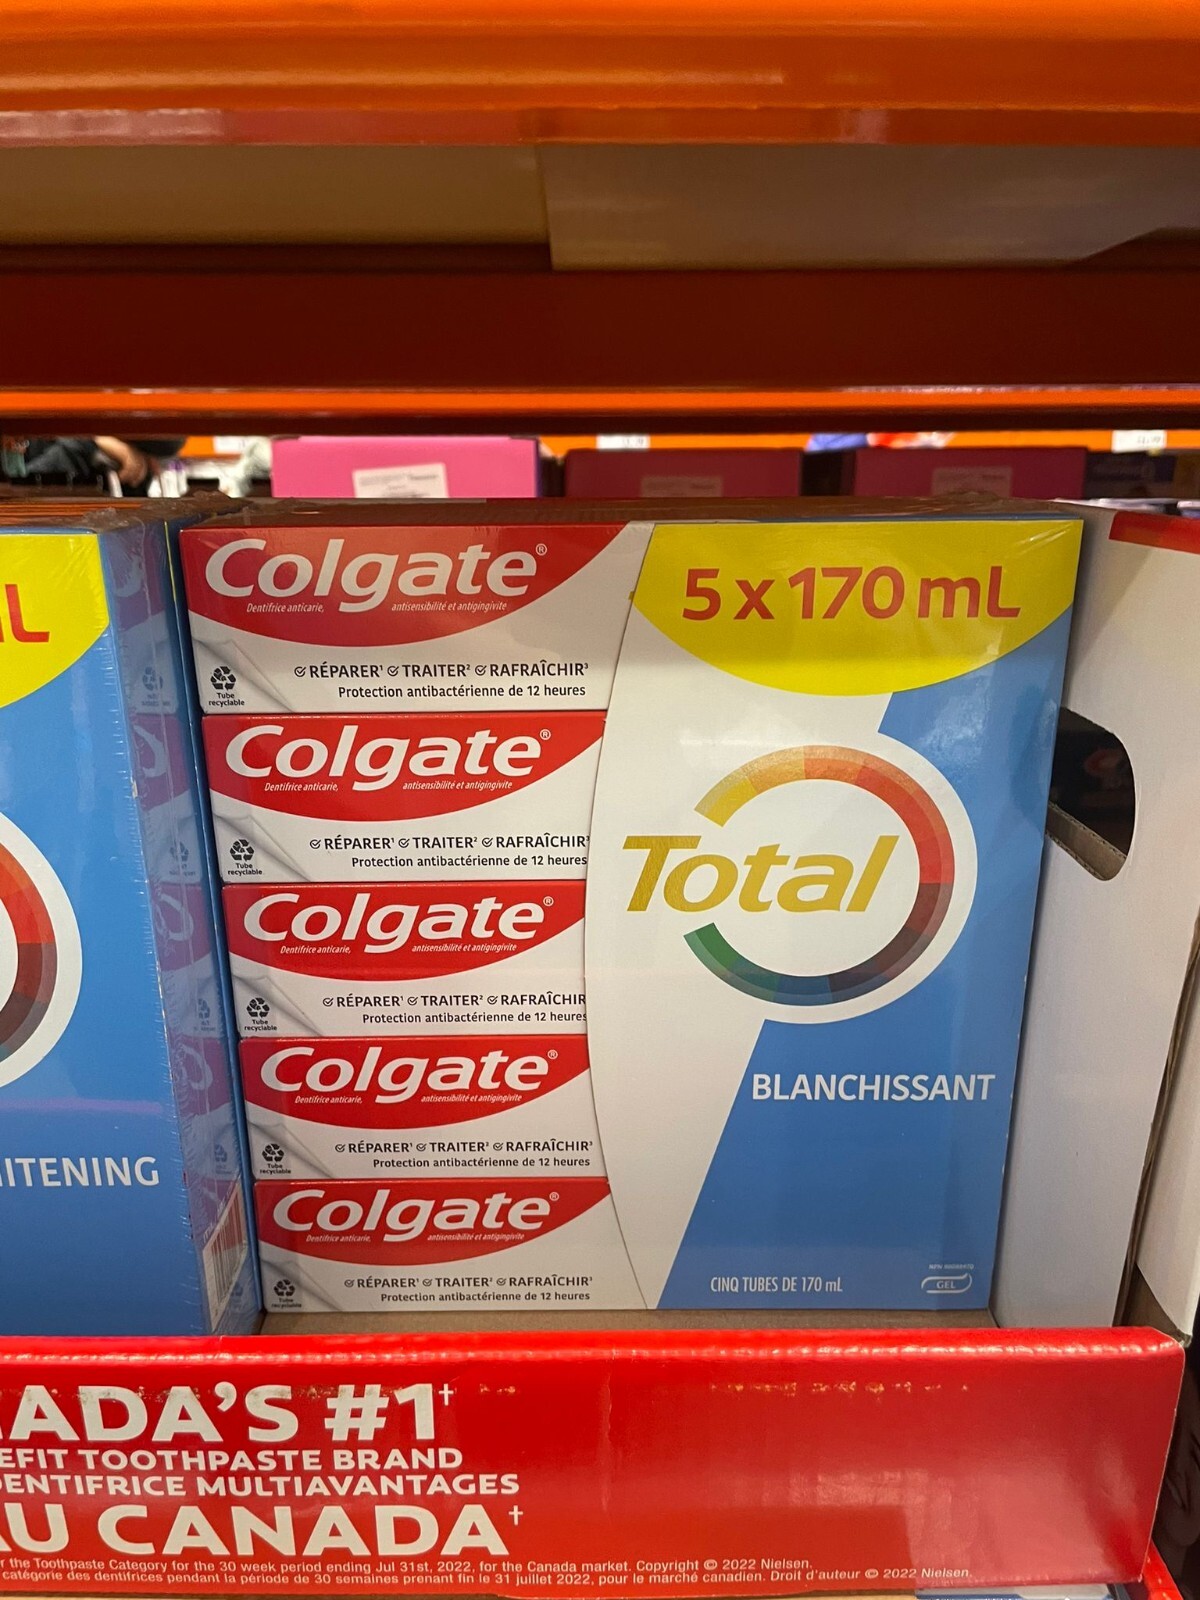 mL
ITENING
Colgate®
Dentifrice anticarie, antisensibilité et antigingivite
RÉPARER¹ TRAITER² RAFRAÎCHIR³
Protection antibactérienne de 12 heures
Tube
recyclable
Colgate®
Dentifrice anticarie, antisensibilité et antigingivite
RÉPARER¹ TRAITER² RAFRAÎCHIR³
Protection antibactérienne de 12 heures
Tube
recyclable
Colgate®
Dentifrice anticarie, antisensibilité et antigingivite
RÉPARER¹ TRAITER² RAFRAÎCHIR
Protection antibactérienne de 12 heures
Tube
recyclable
Colgate®
Dentifrice anticarie, antisensibilité et antigingivite
RÉPARER¹ TRAITER² RAFRAÎCHIR³
Protection antibactérienne de 12 heures
Tube
recyclable
Colgate®
Dentifrice anticarie, antisensibilité et antigingivite
RÉPARER¹ TRAITER² RAFRAÎCHIR³
Protection antibactérienne de 12 heures
Tube
recyclable
5 x 170 mL
Total
BLANCHISSANT
CINQ TUBES DE 170 mL
GEL
ADA'S #1†
EFIT TOOTHPASTE BRAND
DENTIFRICE MULTIAVANTAGES
AU CANADA†
r the Toothpaste Category for the 30 week period ending Jul 31st, 2022, for the Canada market. Copyright © 2022 Nielsen.
catégorie des dentifrices pendant la période de 30 semaines prenant fin le 31 juillet 2022, pour le marché canadien. Droit d'auteur © 2022 Nielsen.